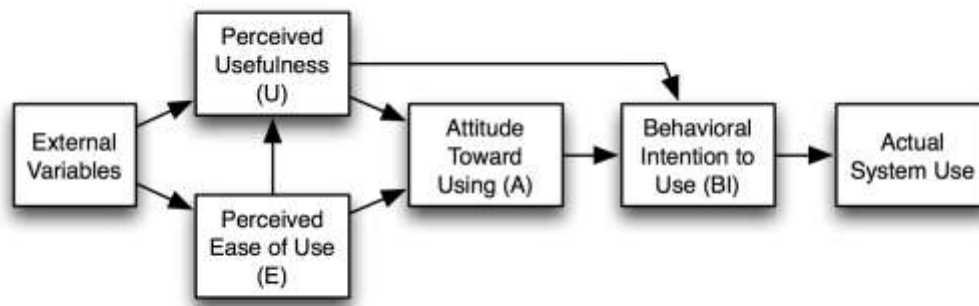 Perceived
Usefulness
(U)
External
Variables
Perceived
Ease of Use
(E)
Attitude
Toward
Using (A)
Behavioral
Intention to
Use (BI)
Actual
System Use